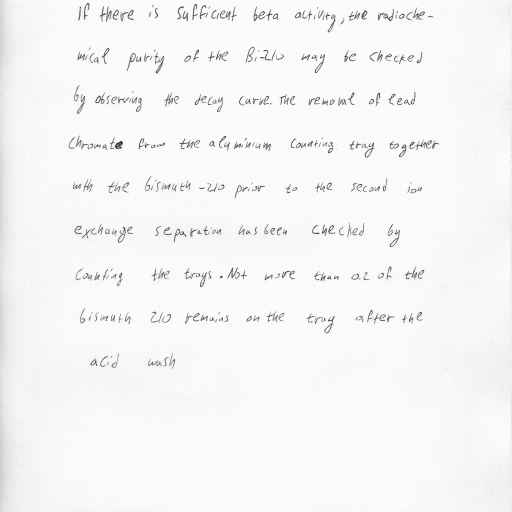 If there is sufficient beta activity, the radioche-
mical purity of the Bi-210 may be checked
by observing the decay curve. The removal of lead
chromate from the aluminium counting tray together
with the bismuth -210 prior to the second ion
exchange separation has been checked by
counting the trays. Not more than 0.2 of the
bismuth 210 remains on the tray after the
acid wash